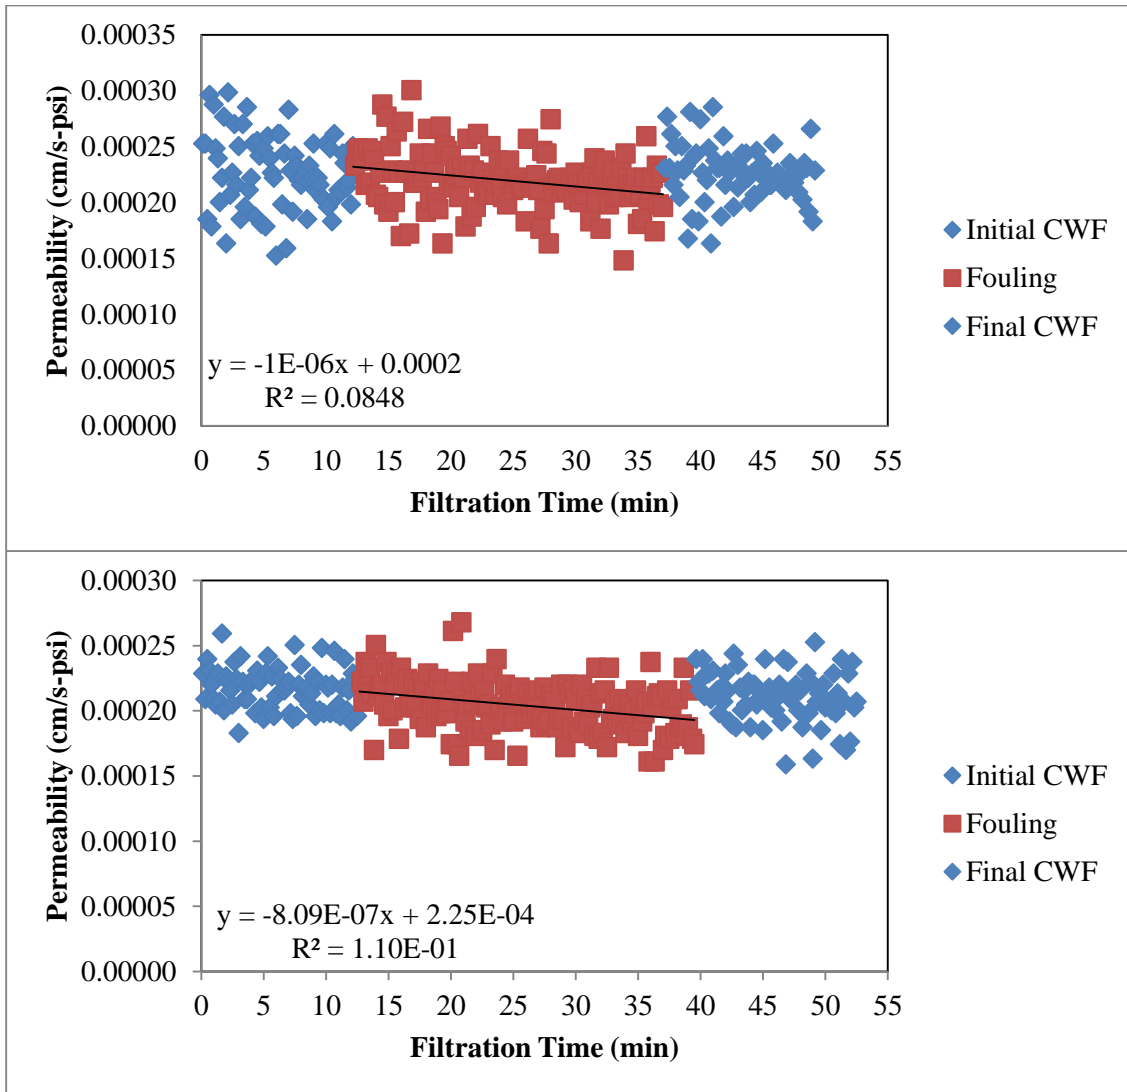 0.00035
0.00030
0.00025
0.00020
0.00015
0.00010
0.00005
0.00000
Permeability (cm/s-psi)
y = -1E-06x + 0.0002
R² = 0.0848
0 5 10 15 20 25 30 35 40 45 50 55
Filtration Time (min)
Initial CWF
Fouling
Final CWF
0.00030
0.00025
0.00020
0.00015
0.00010
0.00005
0.00000
Permeability (cm/s-psi)
y = -8.09E-07x + 2.25E-04
R² = 1.10E-01
0 5 10 15 20 25 30 35 40 45 50 55
Filtration Time (min)
Initial CWF
Fouling
Final CWF